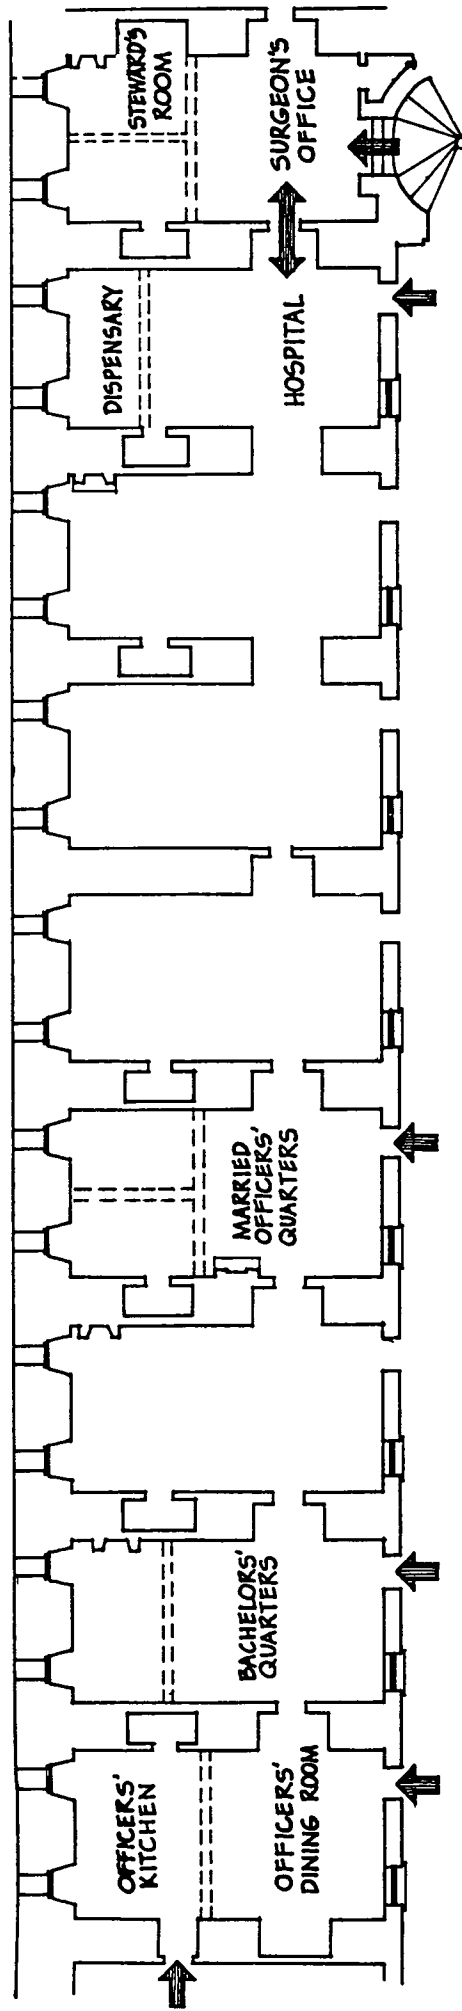 OFFICERS'
KITCHEN
OFFICERS'
DINING ROOM
BACHELORS'
QUARTERS
MARRIED
OFFICERS'
QUARTERS
DISPENSARY
HOSPITAL
STEWARD'S
ROOM
SURGEON'S
OFFICE